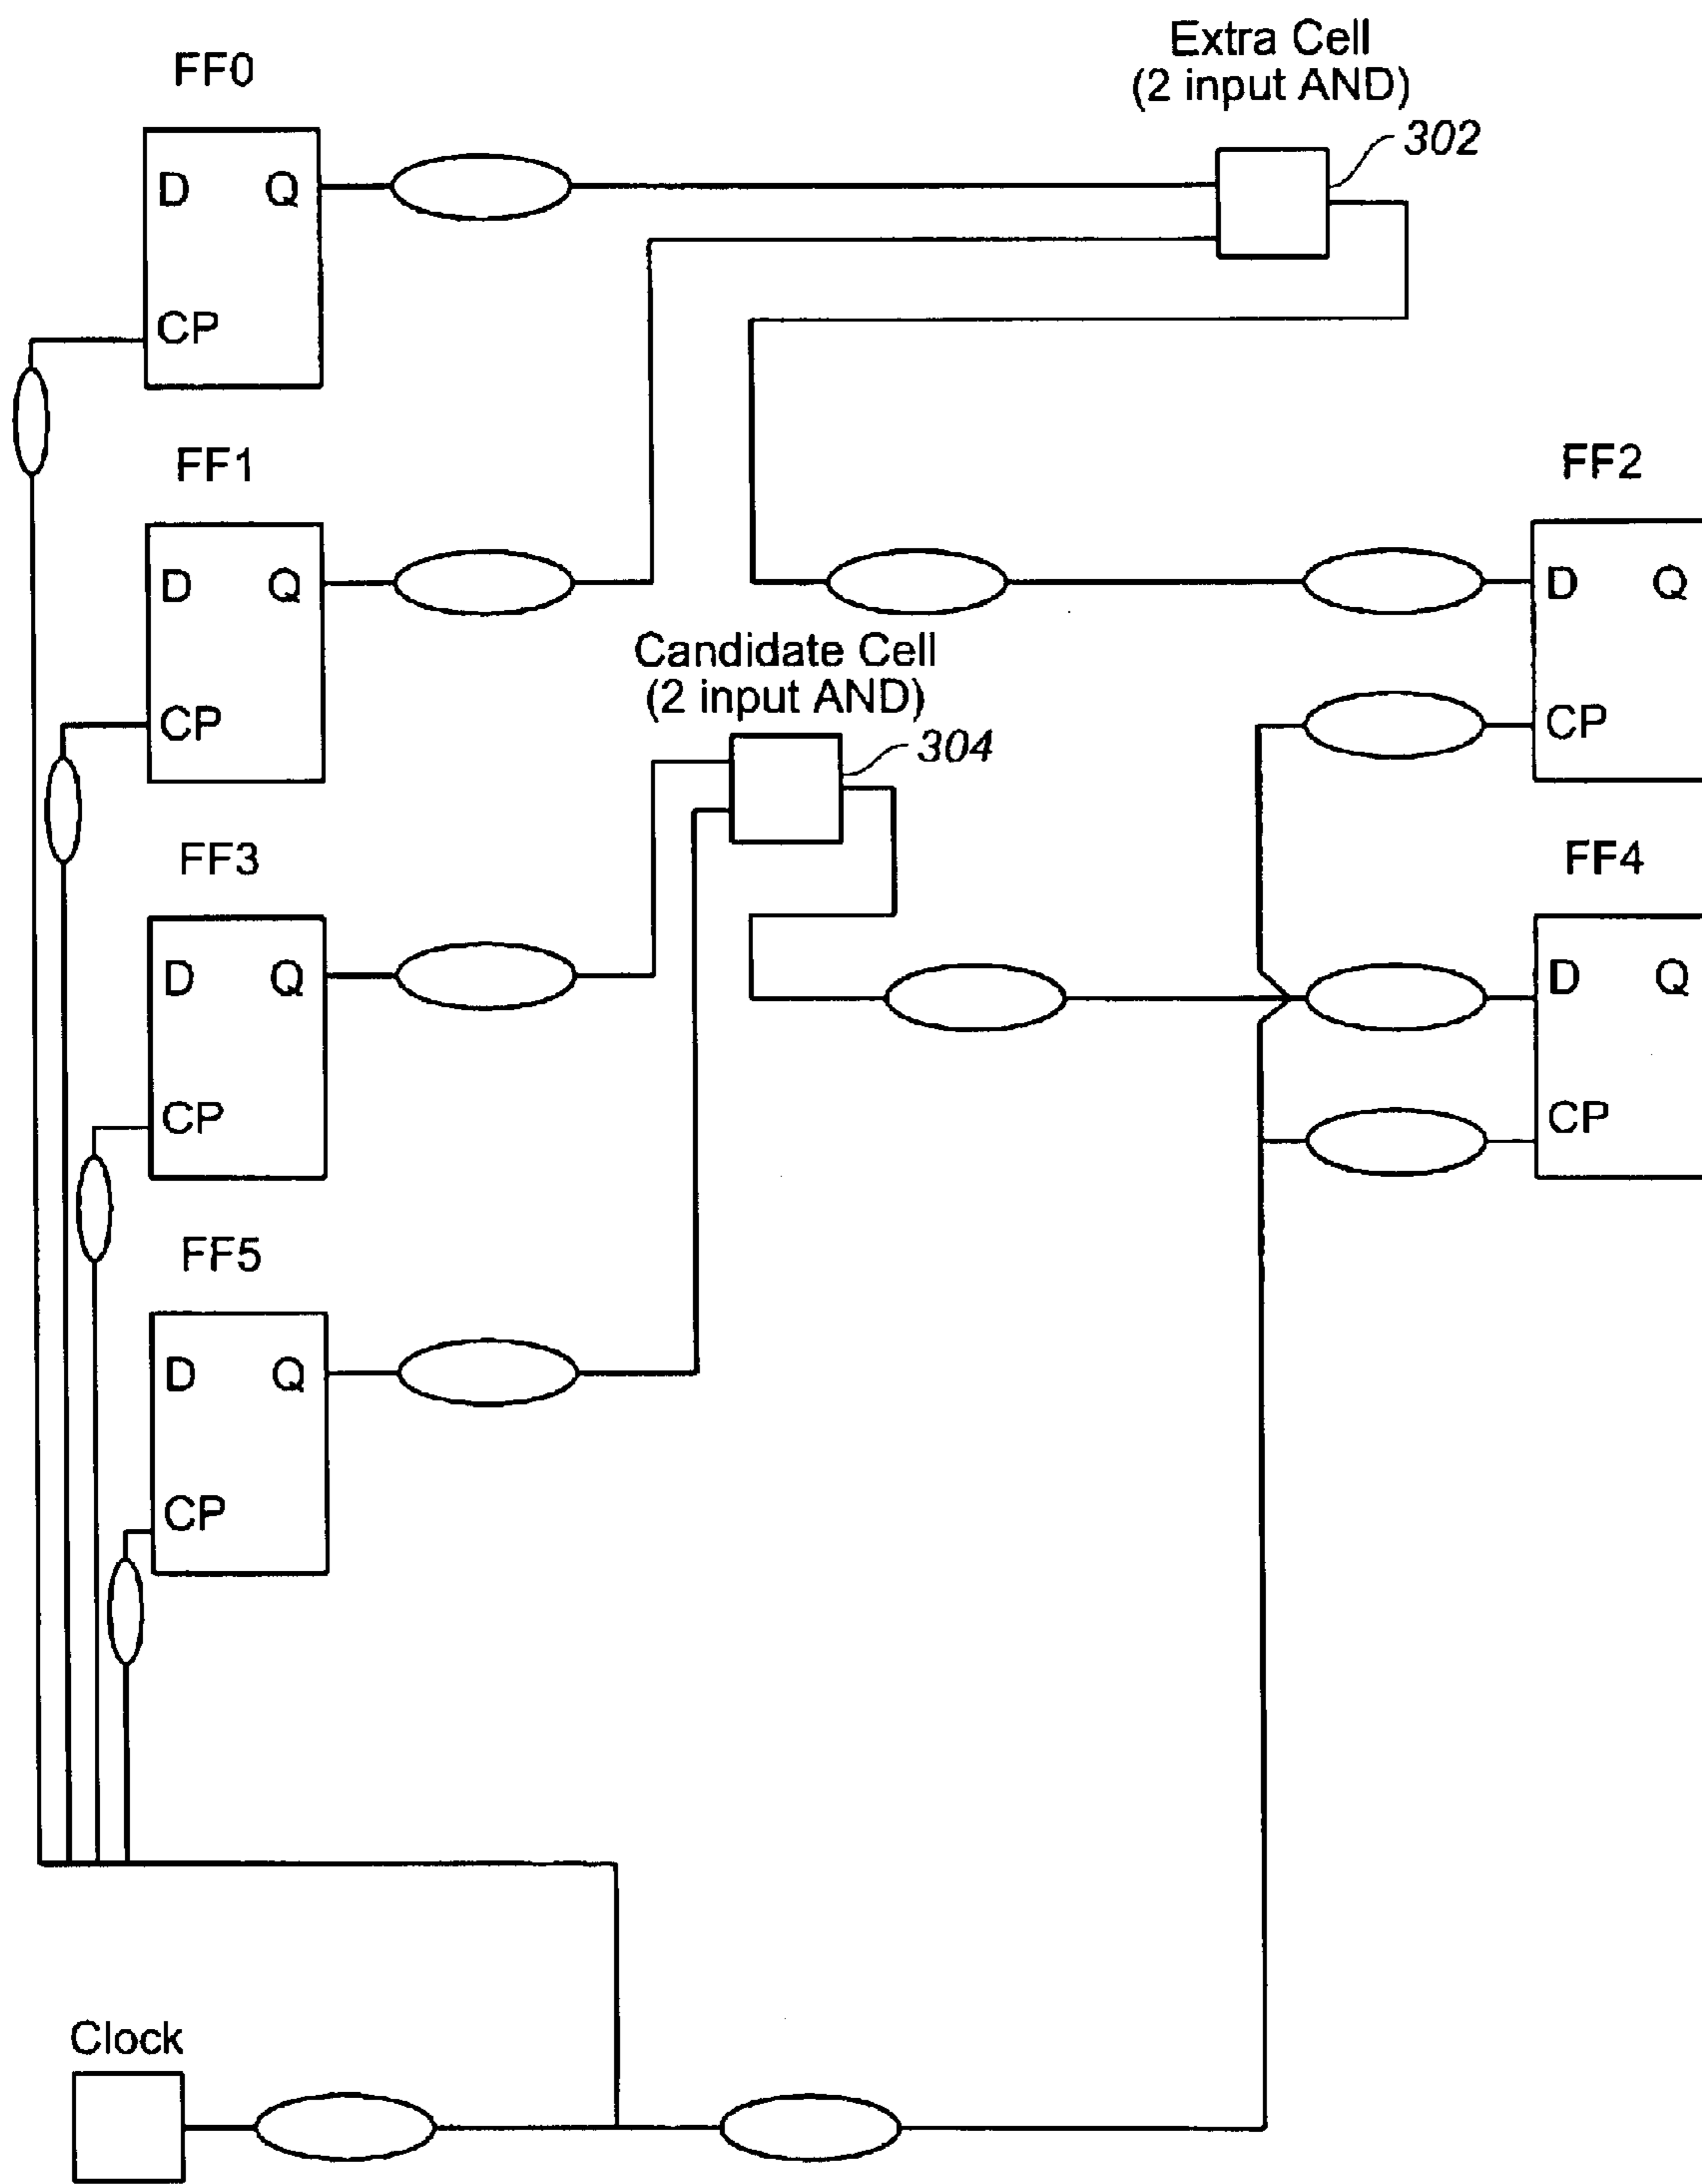 Extra Cell
(2 input AND)
302
FF0
D Q
CP
FF1
D Q
CP
FF2
D Q
CP
Candidate Cell
(2 input AND)
304
FF3
D Q
CP
FF4
D Q
CP
FF5
D Q
CP
Clock